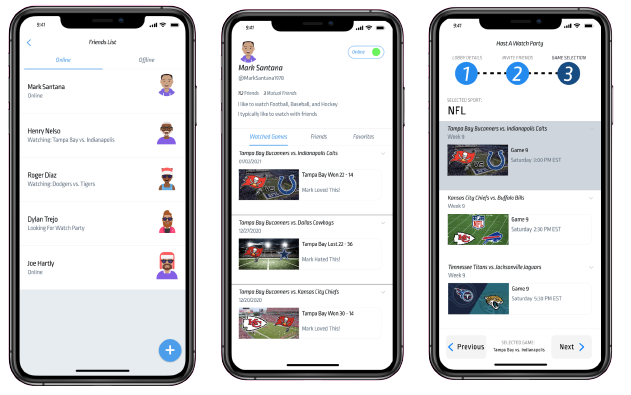 9:41
Friends List
Online
Offline
Mark Santana
Online
Henry Nelso
Watching: Tampa Bay vs. Indianapolis
Roger Diaz
Watching: Dodgers vs. Tigers
Dylan Trejo
Looking For Watch Party
Joe Hartly
Online
+
9:41
Online
Mark Santana
@MarkSantana1978
112 Friends 3 Mutual Friends
I like to watch Football, Baseball, and Hockey
I typically like to watch with friends
Watched Games
Friends
Favorites
Tampa Bay Bucanners vs. Indianapolis Colts
01/03/2021
Tampa Bay Won 22 - 14
Mark Loved This!
Tampa Bay Bucanners vs. Dallas Cowboys
12/27/2020
Tampa Bay Lost 22 - 36
Mark Hated This!
Tampa Bay Bucanners vs. Kansas City Chiefs
12/20/2020
Tampa Bay Won 30 - 14
Mark Loved This!
9:41
Host A Watch Party
LOBBY DETAILS
INVITE FRIENDS
GAME SELECTION
1
2
3
SELECTED SPORT:
NFL
Tampa Bay Bucanners vs. Indianapolis Colts
Week 9
Game 9
Saturday 3:00 PM EST
Kansas City Chiefs vs. Buffalo Bills
Week 9
Game 9
Saturday 2:30 PM EST
Tennessee Titans vs. Jacksonville Jaguars
Week 9
Game 9
Saturday 5:30 PM EST
Previous
SELECTED GAME:
Tampa Bay vs. Indianapolis
Next